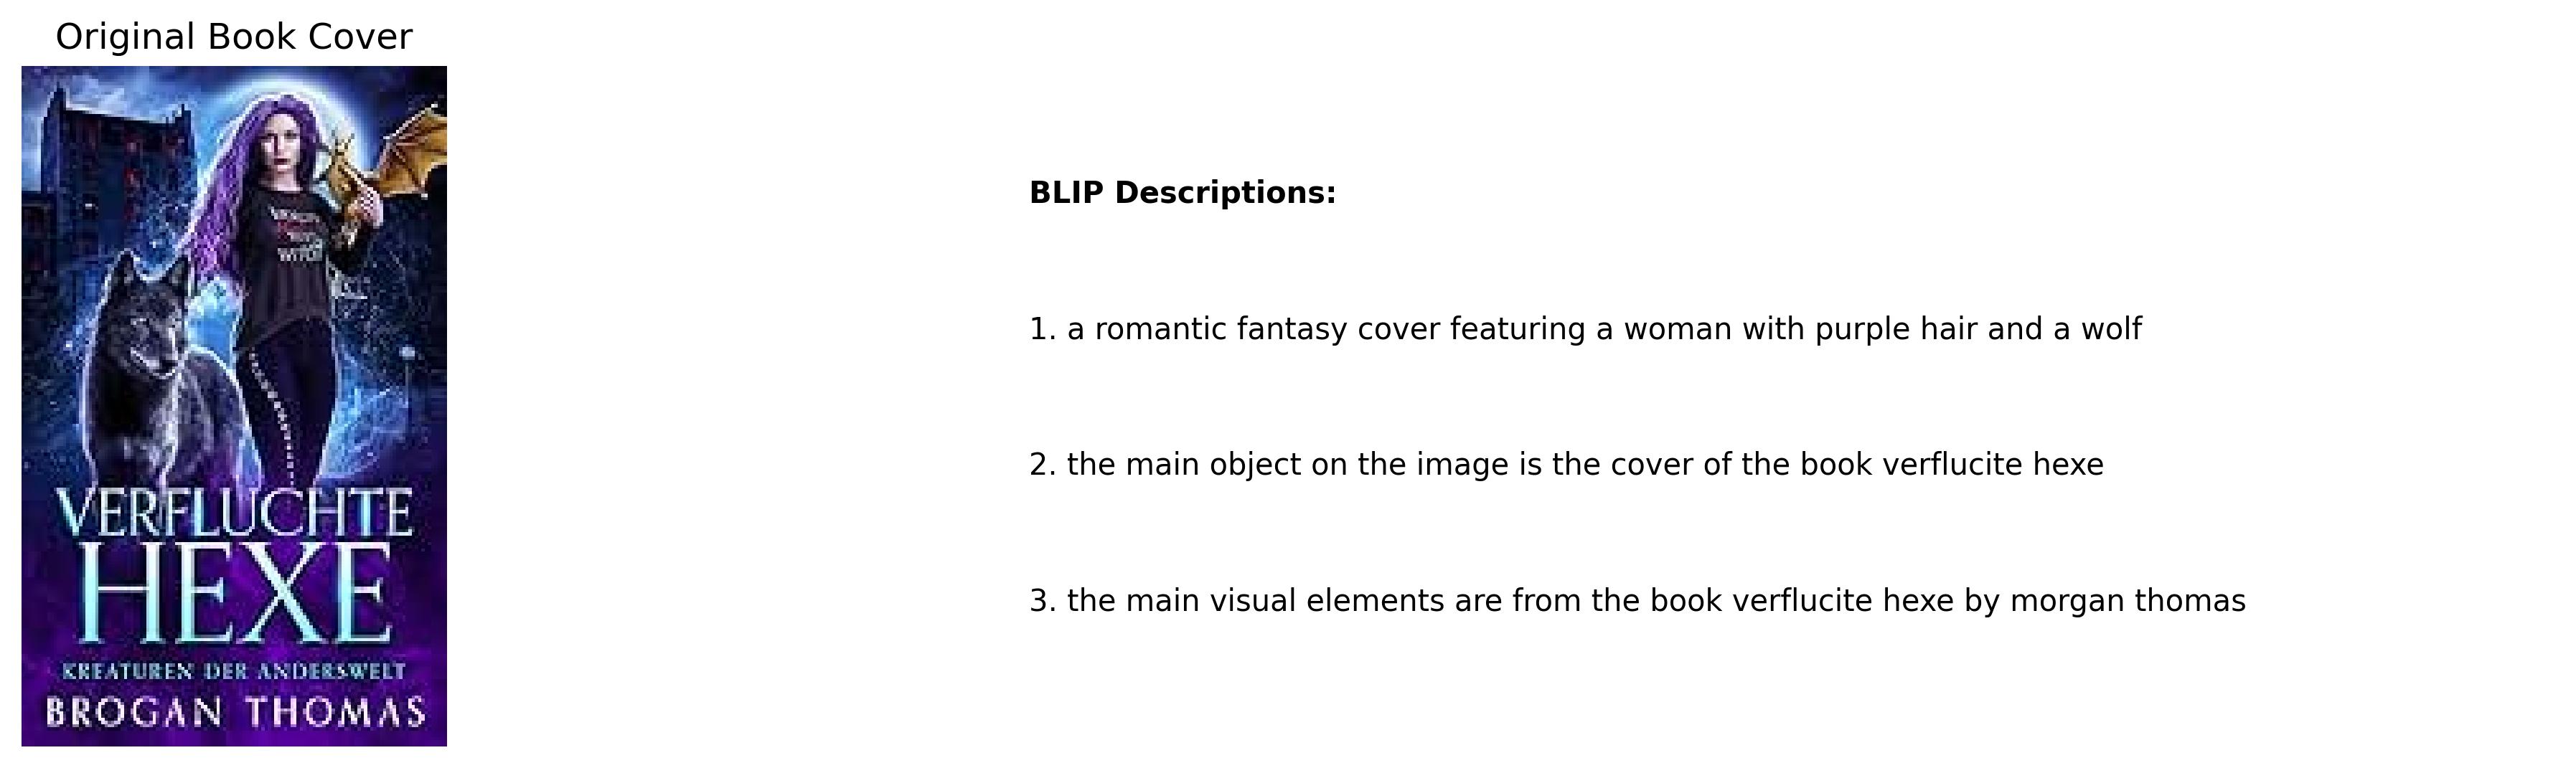 Original Book Cover
WITCH
VERFLUCHTE
HEXE
KREATUREN DER ANDERSWELT
BROGAN THOMAS
BLIP Descriptions:
1. a romantic fantasy cover featuring a woman with purple hair and a wolf
2. the main object on the image is the cover of the book verflucite hexe
3. the main visual elements are from the book verflucite hexe by morgan thomas